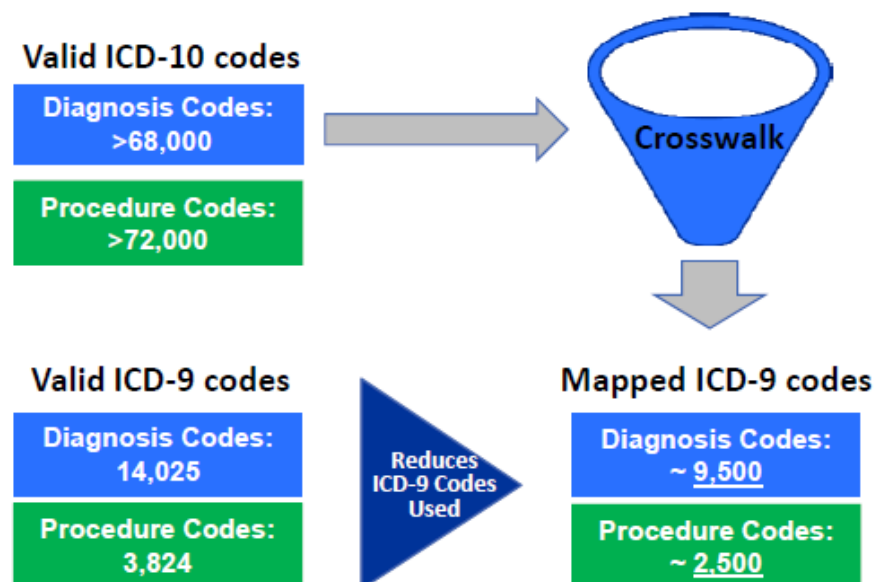 Valid ICD-10 codes
Diagnosis Codes:
>68,000
Procedure Codes:
>72,000
Crosswalk
Valid ICD-9 codes
Diagnosis Codes:
14,025
Procedure Codes:
3,824
Reduces
ICD-9 Codes
Used
Mapped ICD-9 codes
Diagnosis Codes:
~ 9,500
Procedure Codes:
~ 2,500